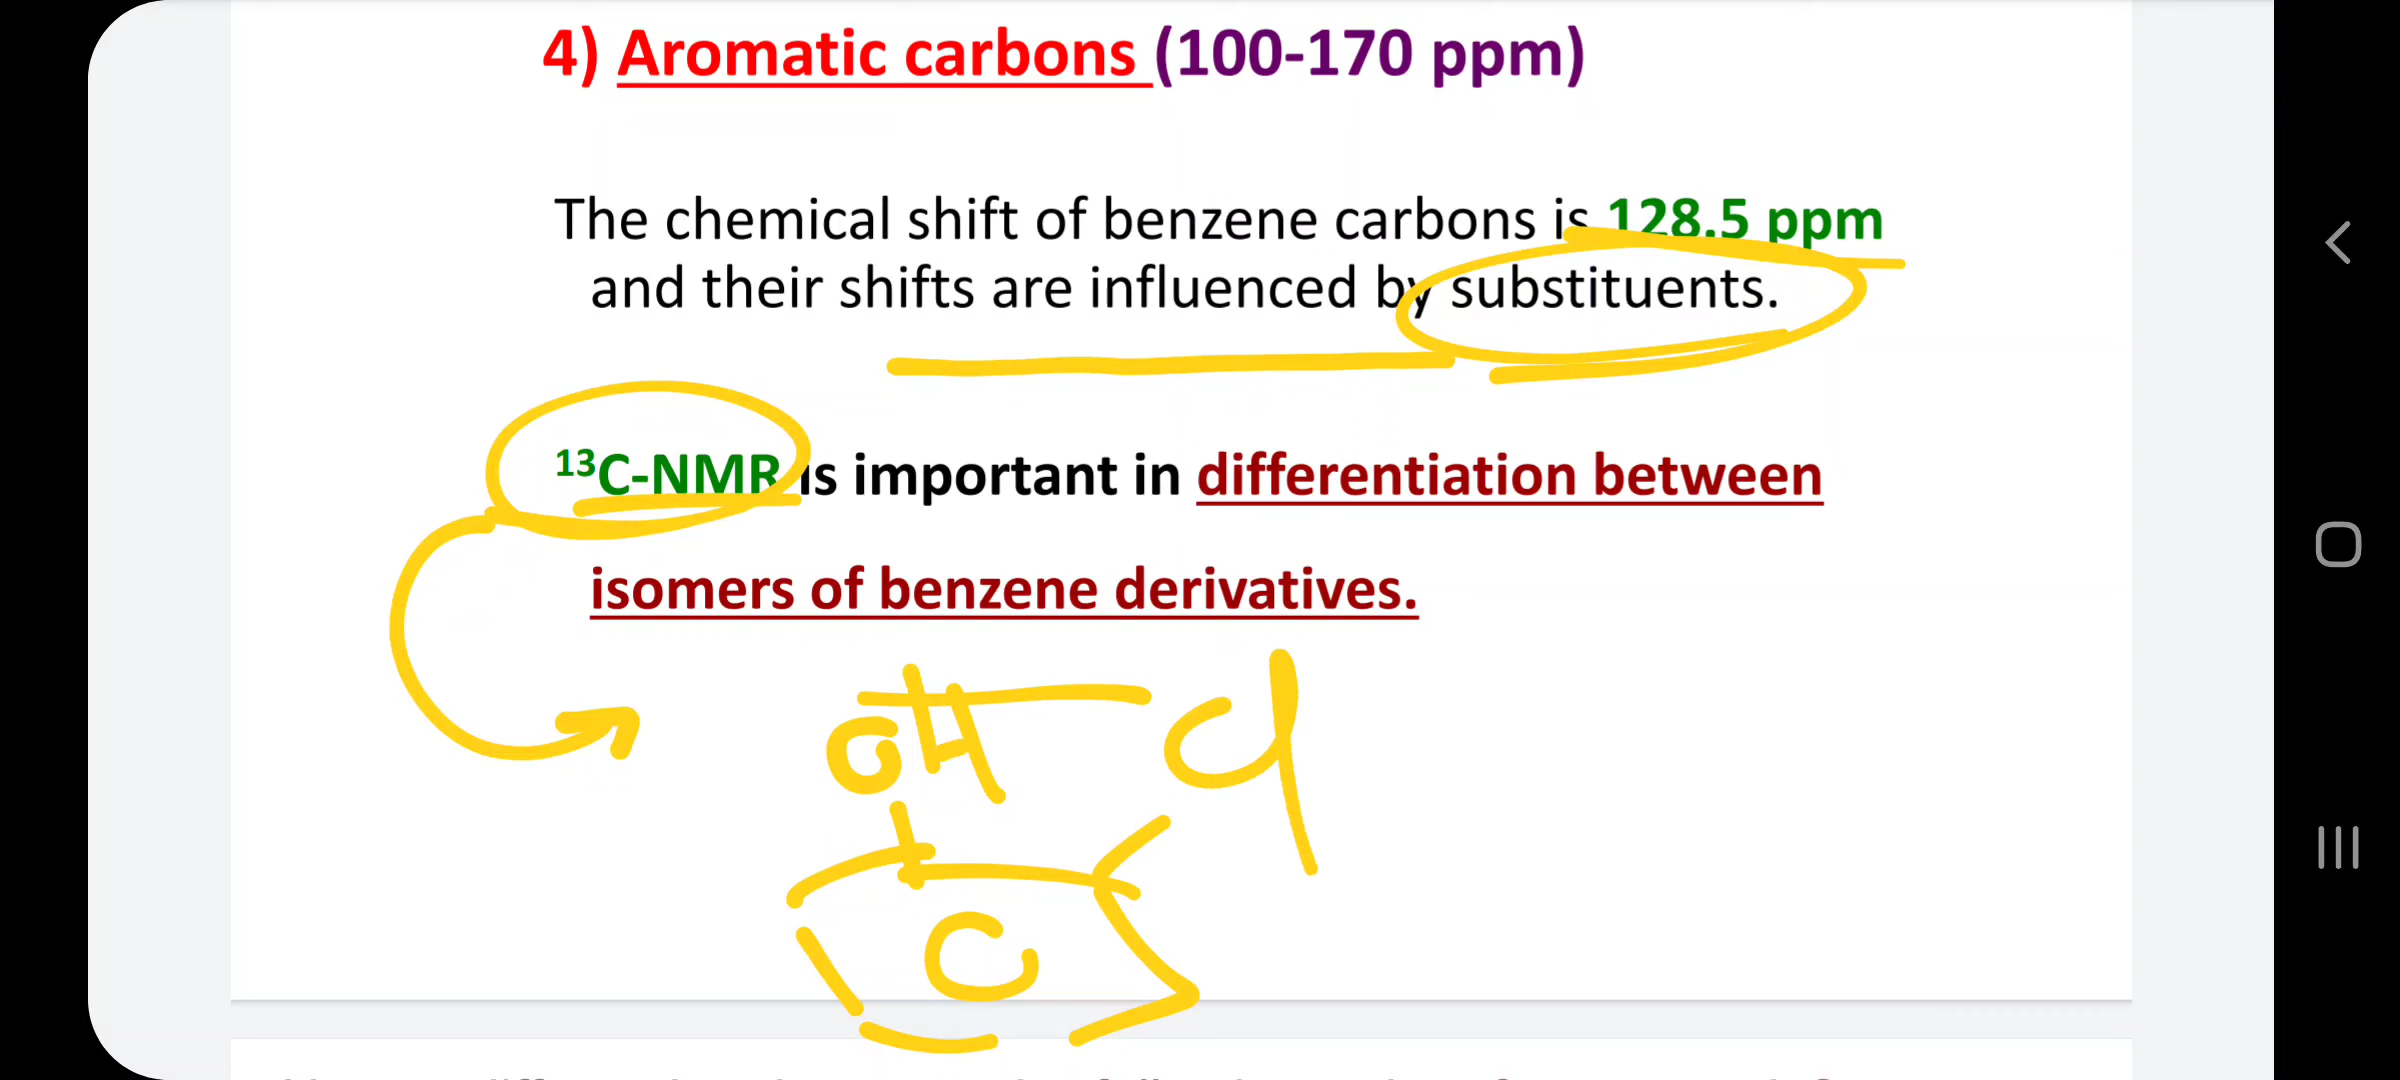 4) Aromatic carbons (100-170 ppm)
The chemical shift of benzene carbons is 128.5 ppm
and their shifts are influenced by substituents.
¹³C-NMR is important in differentiation between
isomers of benzene derivatives.
OH